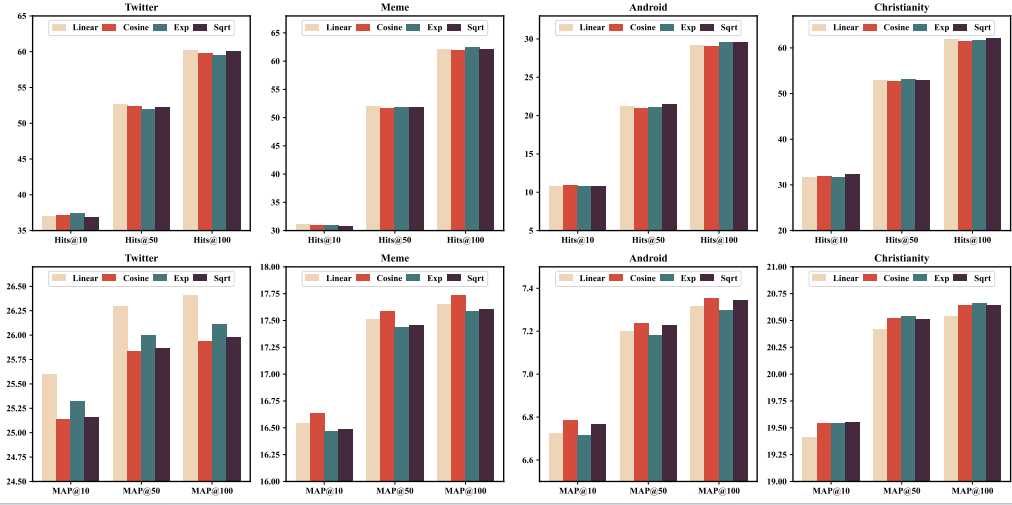 Twitter
Linear Cosine Exp Sqrt
65
60
55
50
45
40
35
Hits@10 Hits@50 Hits@100
Meme
Linear Cosine Exp Sqrt
65
60
55
50
45
40
35
30
Hits@10 Hits@50 Hits@100
Android
Linear Cosine Exp Sqrt
30
25
20
15
10
5
Hits@10 Hits@50 Hits@100
Christianity
Linear Cosine Exp Sqrt
60
50
40
30
20
Hits@10 Hits@50 Hits@100
Twitter
Linear Cosine Exp Sqrt
26.50
26.25
26.00
25.75
25.50
25.25
25.00
24.75
24.50
MAP@10 MAP@50 MAP@100
Meme
Linear Cosine Exp Sqrt
18.00
17.75
17.50
17.25
17.00
16.75
16.50
16.25
16.00
MAP@10 MAP@50 MAP@100
Android
Linear Cosine Exp Sqrt
7.4
7.2
7.0
6.8
6.6
MAP@10 MAP@50 MAP@100
Christianity
Linear Cosine Exp Sqrt
21.00
20.75
20.50
20.25
20.00
19.75
19.50
19.25
19.00
MAP@10 MAP@50 MAP@100